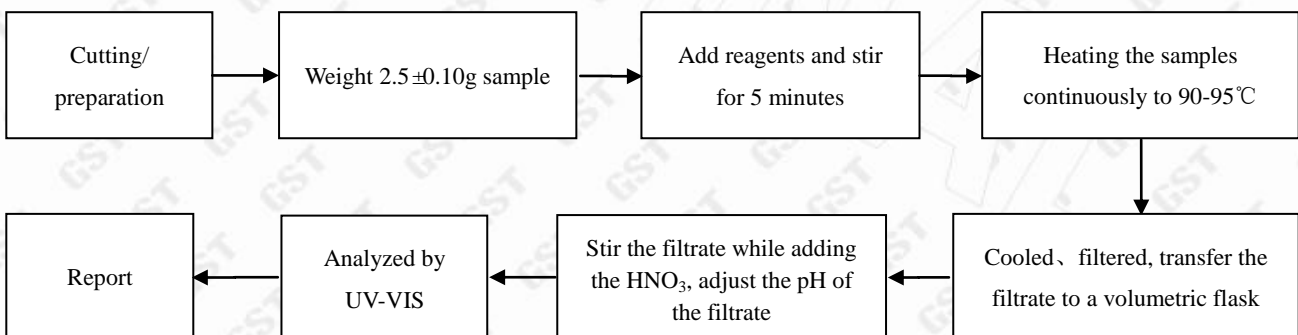 Cutting/
preparation
Weight 2.5±0.10g sample
Add reagents and stir
for 5 minutes
Heating the samples
continuously to 90-95℃
Cooled、filtered, transfer the
filtrate to a volumetric flask
Stir the filtrate while adding
the HNO₃, adjust the pH of
the filtrate
Analyzed by
UV-VIS
Report